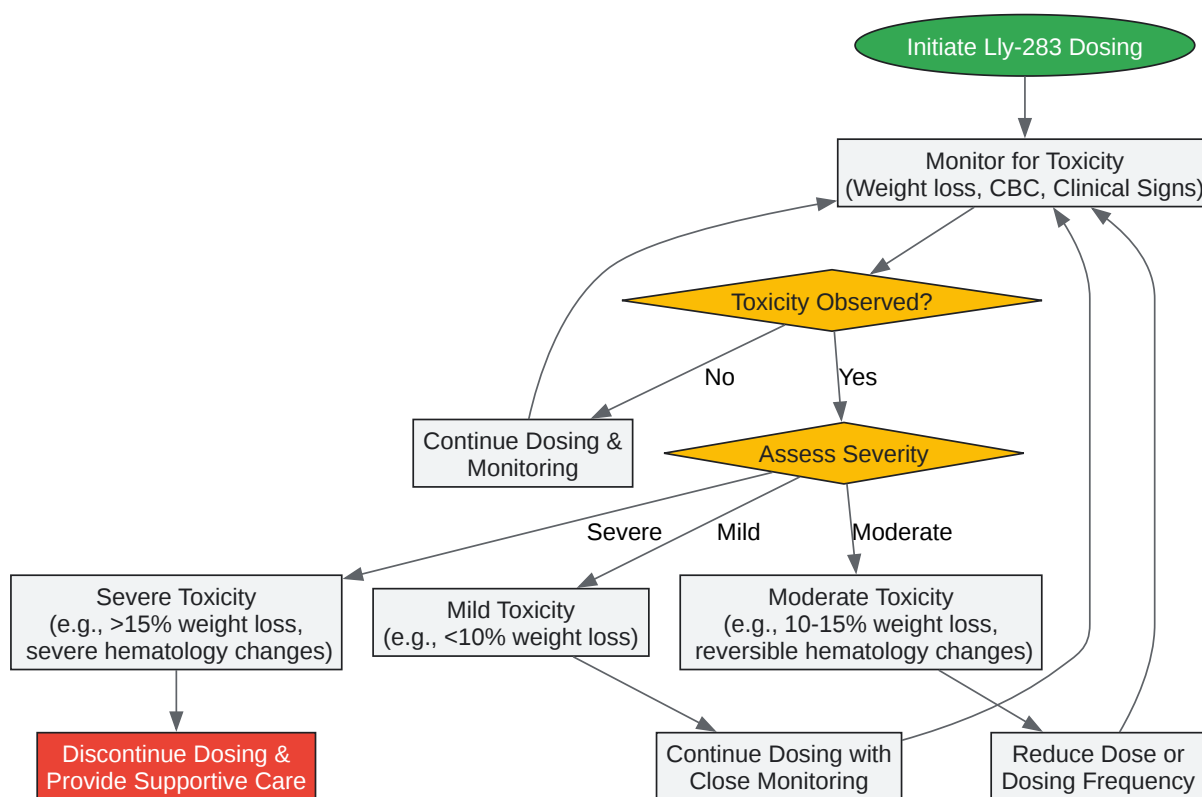 Initiate Lly-283 Dosing
Monitor for Toxicity
(Weight loss, CBC, Clinical Signs)
Toxicity Observed?
No
Yes
Continue Dosing &
Monitoring
Assess Severity
Severe
Mild
Moderate
Severe Toxicity
(e.g., >15% weight loss,
severe hematology changes)
Mild Toxicity
(e.g., <10% weight loss)
Moderate Toxicity
(e.g., 10-15% weight loss,
reversible hematology changes)
Discontinue Dosing &
Provide Supportive Care
Continue Dosing with
Close Monitoring
Reduce Dose or
Dosing Frequency